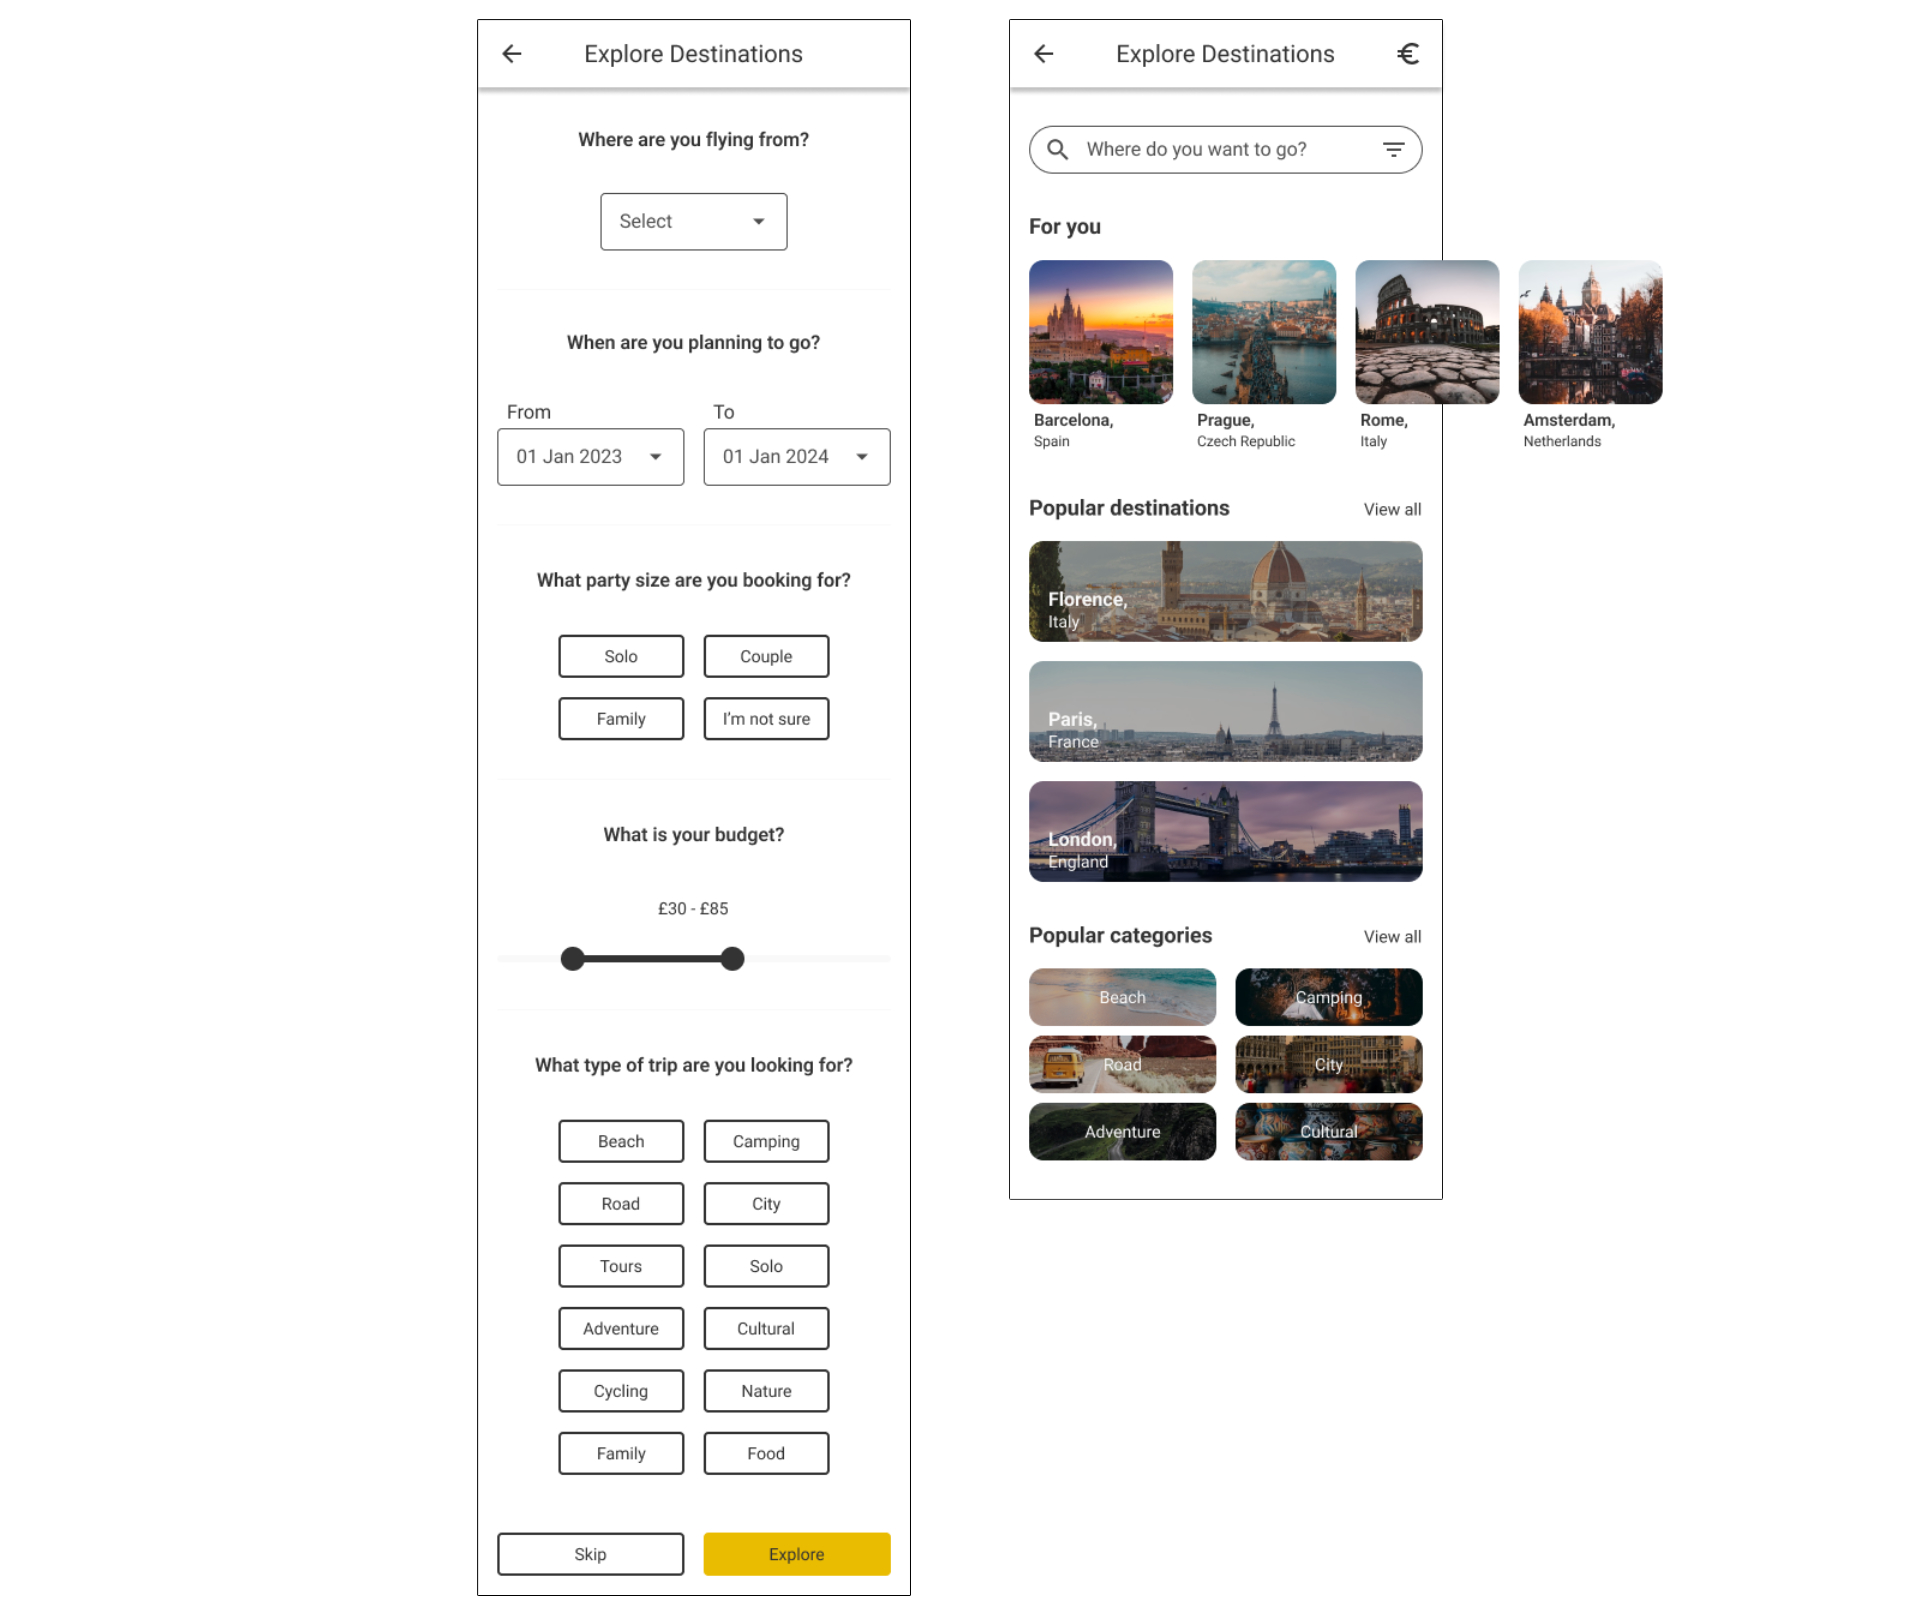 Explore Destinations
Where are you flying from?
Select
When are you planning to go?
From To
01 Jan 2023 01 Jan 2024
What party size are you booking for?
Solo Couple
Family I'm not sure
What is your budget?
£30 - £85
What type of trip are you looking for?
Beach Camping
Road City
Tours Solo
Adventure Cultural
Cycling Nature
Family Food
Skip Explore
Explore Destinations €
Where do you want to go?
For you
Barcelona, Prague, Rome, Amsterdam,
Spain Czech Republic Italy Netherlands
Popular destinations View all
Florence,
Italy
Paris,
France
London,
England
Popular categories View all
Beach Camping
Road City
Adventure Cultural